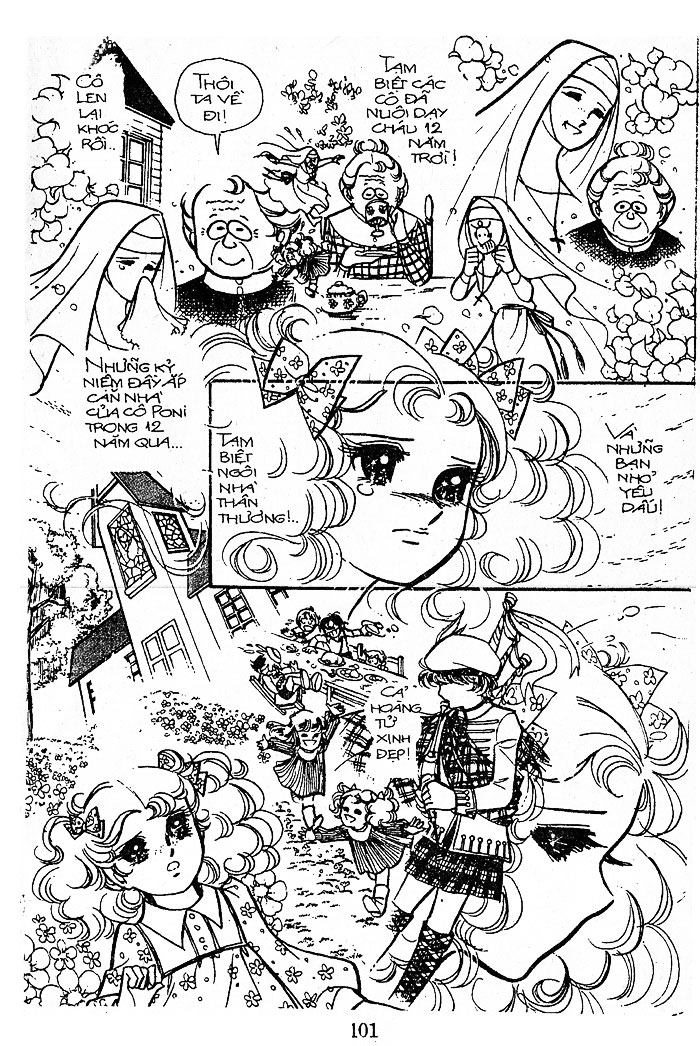 CÔ
LEN
LẠI
KHÓC
RỒI..
THÔI
TA VỀ
ĐI!
TẠM
BIỆT CÁC
CÔ ĐÃ
NUÔI DẠY
CHÁU 12
NĂM
TRỜI!
NHỮNG KỶ
NIỆM ĐẦY ẮP
CĂN NHÀ
CỦA CÔ PONI
TRONG 12
NĂM QUA...
TẠM
BIỆT
NGÔI
NHÀ
THÂN
THƯƠNG!..
VÀ
NHỮNG
BẠN
NHỎ
YÊU
DẤU!
CẢ
HOÀNG
TỬ
XINH
ĐẸP!
101